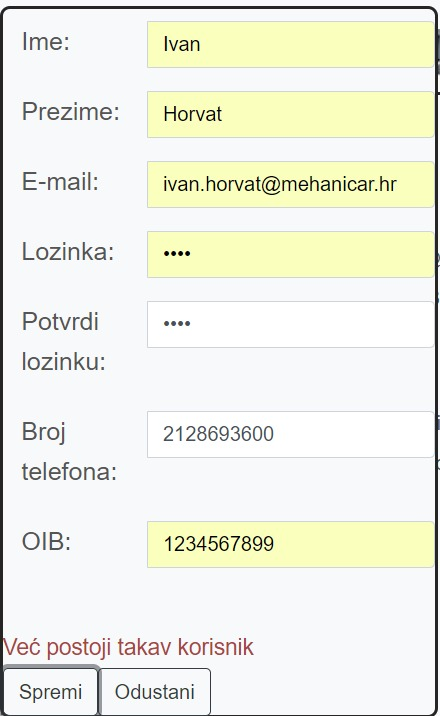 Ime: Ivan
Prezime: Horvat
E-mail: ivan.horvat@mehanicar.hr
Lozinka: ••••
Potvrdi ••••
lozinku:
Broj 2128693600
telefona:
OIB: 1234567899
Već postoji takav korisnik
Spremi Odustani